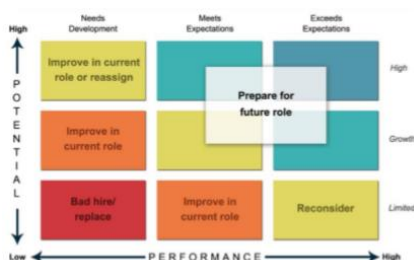 Needs
Development
Meets
Expectations
Exceeds
Expectations
High
Improve in current
role or reassign
High
Prepare for
future role
POTENTIAL
Improve in
current role
Growth
Bad hire/
replace
Improve in
current role
Reconsider
Limited
Low
PERFORMANCE
High